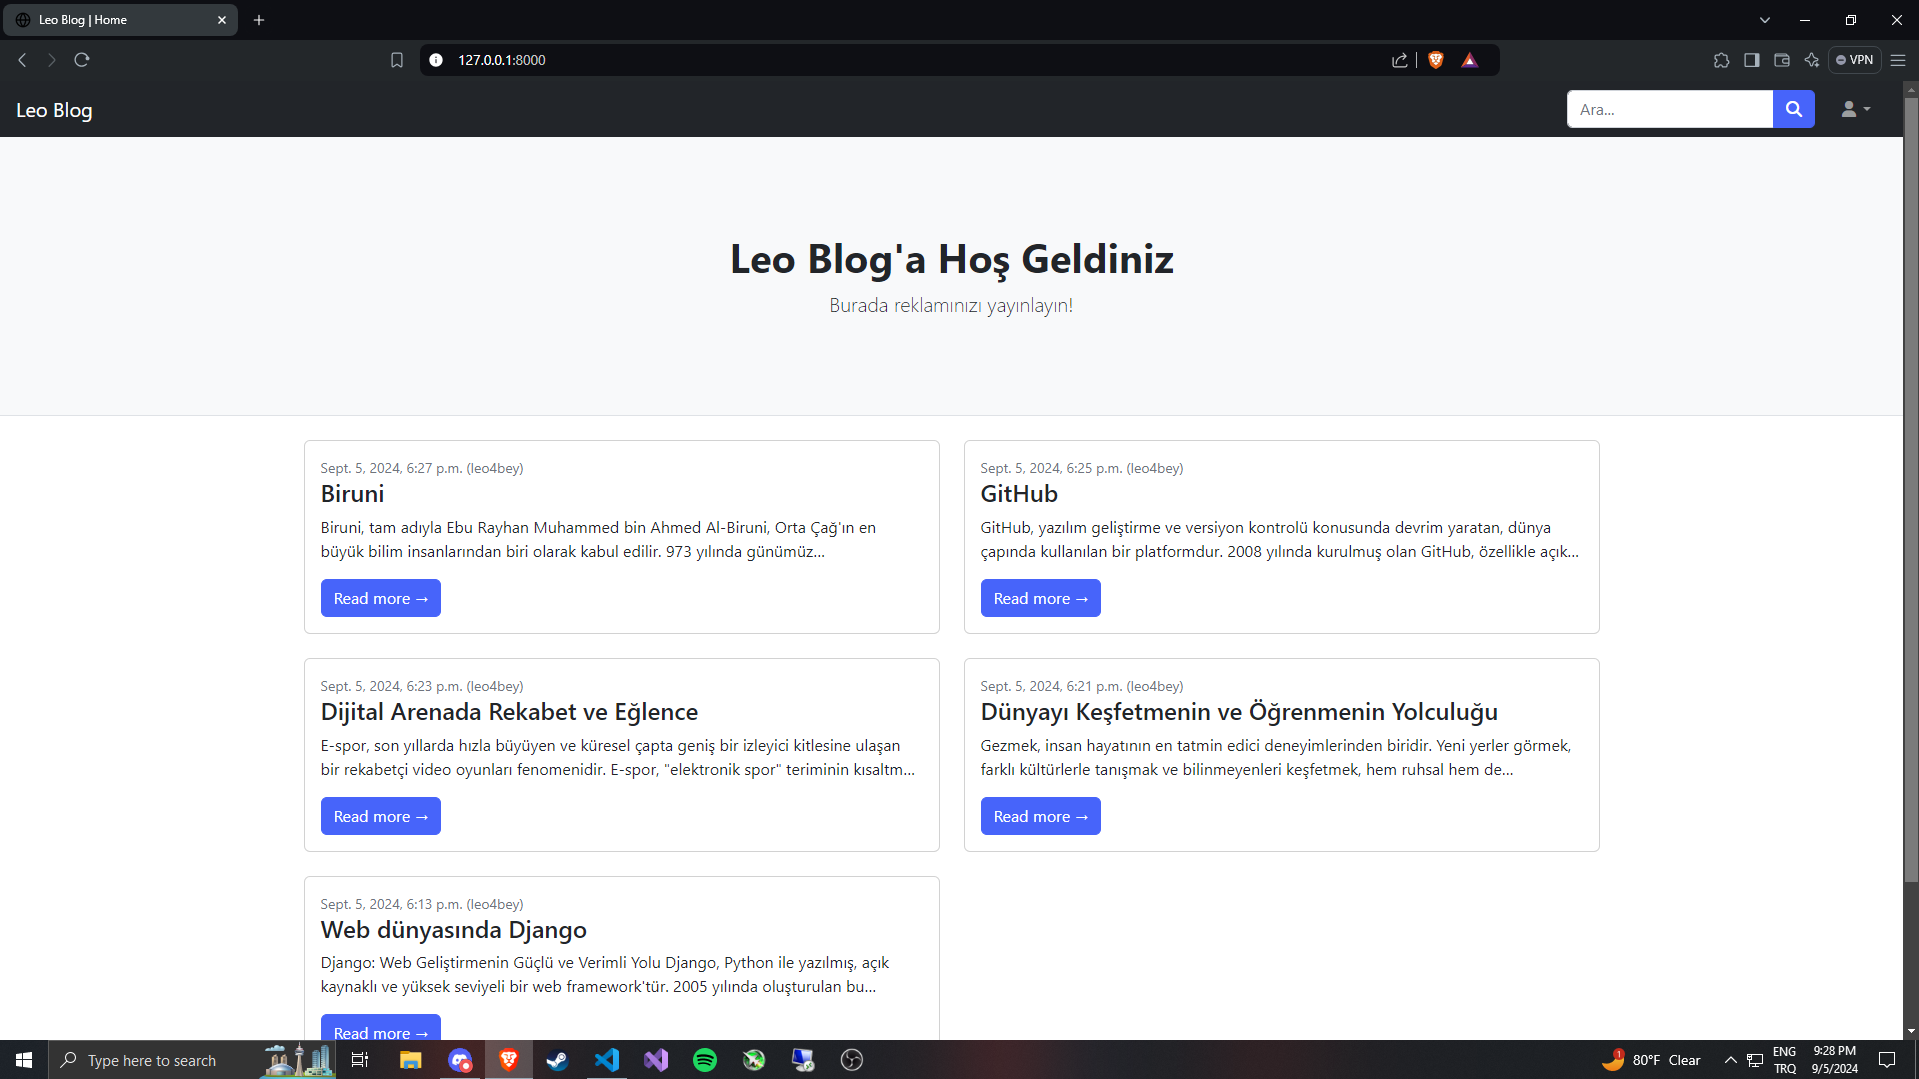 Leo Blog | Home
127.0.0.1:8000
VPN
Leo Blog
Ara...
Leo Blog'a Hoş Geldiniz
Burada reklamınızı yayınlayın!
Sept. 5, 2024, 6:27 p.m. (leo4bey)
Biruni
Biruni, tam adıyla Ebu Rayhan Muhammed bin Ahmed Al-Biruni, Orta Çağ'ın en
büyük bilim insanlarından biri olarak kabul edilir. 973 yılında günümüz...
Read more →
Sept. 5, 2024, 6:25 p.m. (leo4bey)
GitHub
GitHub, yazılım geliştirme ve versiyon kontrolü konusunda devrim yaratan, dünya
çapında kullanılan bir platformdur. 2008 yılında kurulmuş olan GitHub, özellikle açık...
Read more →
Sept. 5, 2024, 6:23 p.m. (leo4bey)
Dijital Arenada Rekabet ve Eğlence
E-spor, son yıllarda hızla büyüyen ve küresel çapta geniş bir izleyici kitlesine ulaşan
bir rekabetçi video oyunları fenomenidir. E-spor, "elektronik spor" teriminin kısaltm...
Read more →
Sept. 5, 2024, 6:21 p.m. (leo4bey)
Dünyayı Keşfetmenin ve Öğrenmenin Yolculuğu
Gezmek, insan hayatının en tatmin edici deneyimlerinden biridir. Yeni yerler görmek,
farklı kültürlerle tanışmak ve bilinmeyenleri keşfetmek, hem ruhsal hem de...
Read more →
Sept. 5, 2024, 6:13 p.m. (leo4bey)
Web dünyasında Django
Django: Web Geliştirmenin Güçlü ve Verimli Yolu Django, Python ile yazılmış, açık
kaynaklı ve yüksek seviyeli bir web framework'tür. 2005 yılında oluşturulan bu...
Read more →
Type here to search
1
80°F Clear
ENG
TRQ
9:28 PM
9/5/2024